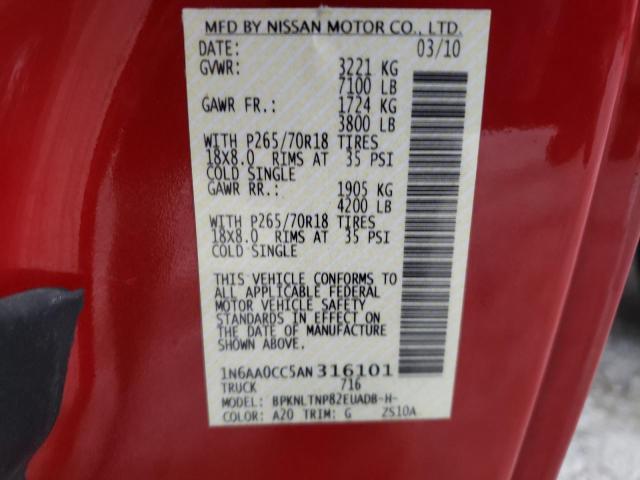 MFD BY NISSAN MOTOR CO., LTD.
DATE: 03/10
GVWR: 3221 KG
7100 LB
GAWR FR.: 1724 KG
3800 LB
WITH P265/70R18 TIRES
18X8.0 RIMS AT 35 PSI
COLD SINGLE
GAWR RR.: 1905 KG
4200 LB
WITH P265/70R18 TIRES
18X8.0 RIMS AT 35 PSI
COLD SINGLE
THIS VEHICLE CONFORMS TO
ALL APPLICABLE FEDERAL
MOTOR VEHICLE SAFETY
STANDARDS IN EFFECT ON
THE DATE OF MANUFACTURE
SHOWN ABOVE.
1N6AA0CC5AN316101
TRUCK 716
MODEL: BPKNLTNP82EUADB-H-
COLOR: A20 TRIM: G ZS10A